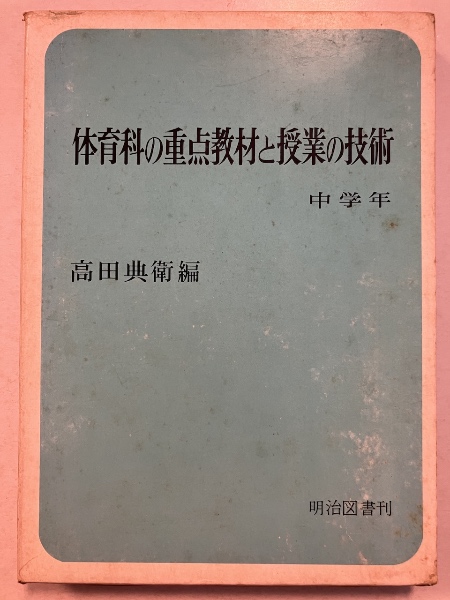 体育科の重点教材と授業の技術
中学年
高田典衛編
明治図書刊